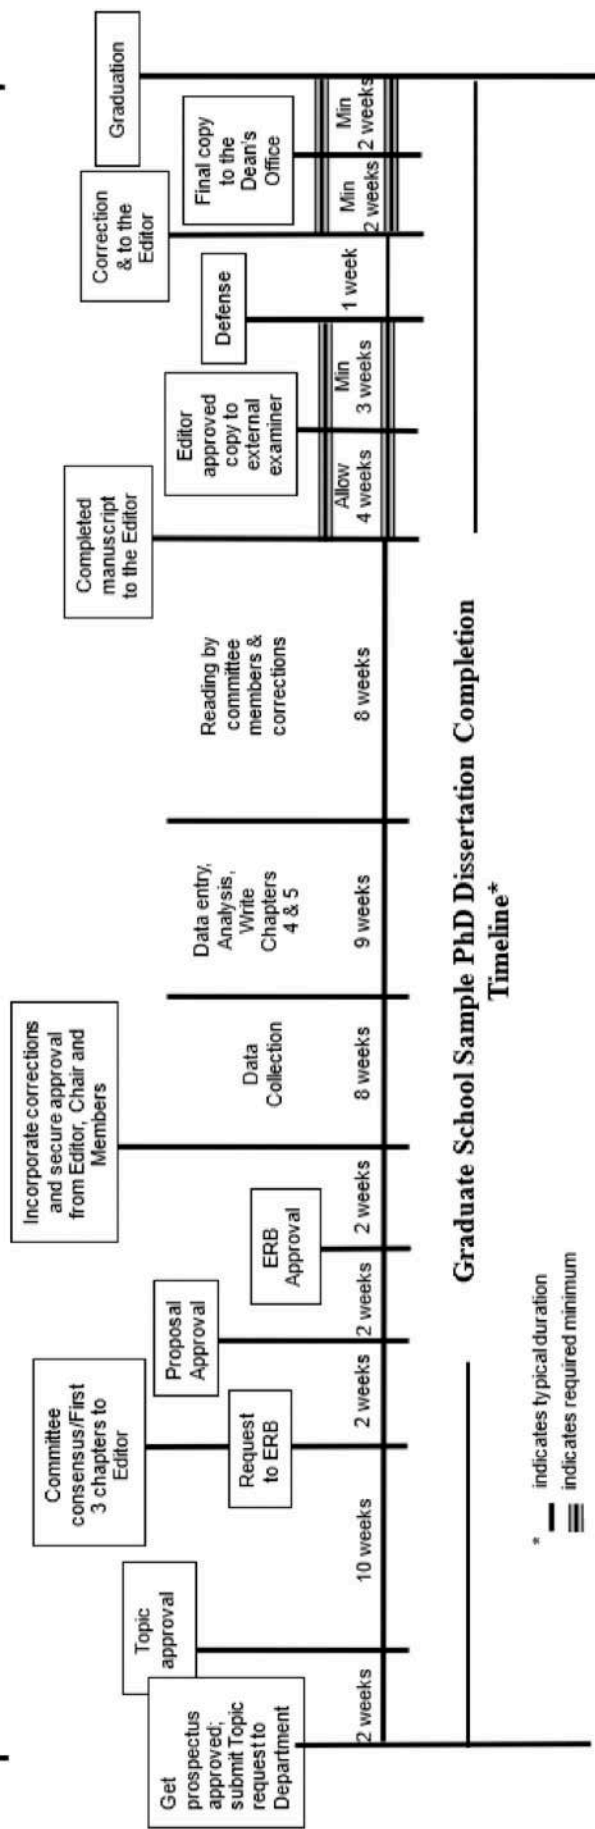 Get
prospectus
approved;
submit Topic
request to
Department
Topic
approval
Committee
consensus/First
3 chapters to
Editor
Request
to ERB
Proposal
Approval
ERB
Approval
Incorporate corrections
and secure approval
from Editor, Chair and
Members
Data
Collection
Data entry,
Analysis,
Write
Chapters
4 & 5
Reading by
committee
members &
corrections
Completed
manuscript
to the Editor
Editor
approved
copy to
external
examiner
Defense
Correction
& to the
Editor
Final copy
to the
Dean's
Office
Graduation
2 weeks
10 weeks
2 weeks
2 weeks
2 weeks
8 weeks
9 weeks
8 weeks
Allow
4 weeks
Min
3 weeks
1 week
Min
2 weeks
Min
2 weeks
Graduate School Sample PhD Dissertation Completion
Timeline*
* indicates typical duration
indicates required minimum